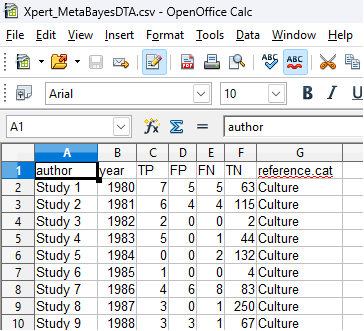 Xpert_MetaBayesDTA.csv - OpenOffice Calc
File Edit View Insert Format Tools Data Window He
ABC ABC
Arial 10 B
A1 fx Σ = author
A B C D E F G
1 author year TP FP FN TN reference.cat
2 Study 1 1980 7 5 5 63 Culture
3 Study 2 1981 6 4 4 115 Culture
4 Study 3 1982 2 0 0 2 Culture
5 Study 4 1983 5 0 1 44 Culture
6 Study 5 1984 0 0 2 132 Culture
7 Study 6 1985 1 0 0 4 Culture
8 Study 7 1986 4 6 8 83 Culture
9 Study 8 1987 3 0 1 250 Culture
10 Study 9 1988 3 3 1 67 Culture